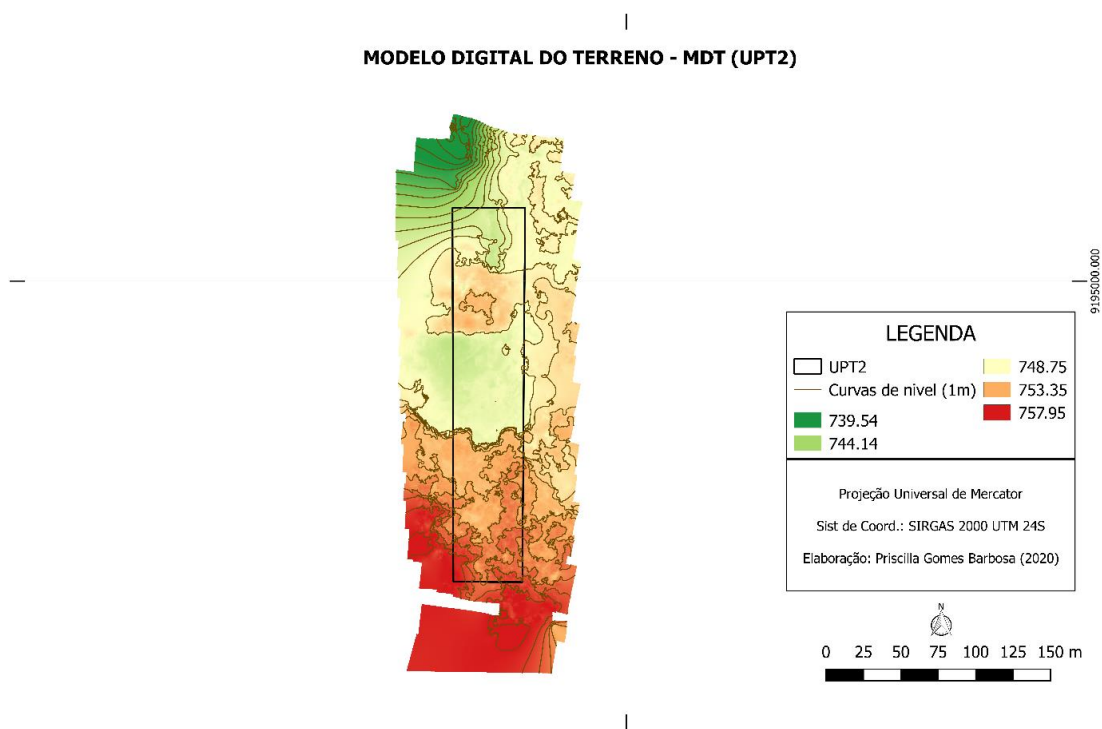 MODELO DIGITAL DO TERRENO - MDT (UPT2)
9195000.000
LEGENDA
UPT2
Curvas de nível (1m)
739.54
744.14
748.75
753.35
757.95
Projeção Universal de Mercator
Sist de Coord.: SIRGAS 2000 UTM 24S
Elaboração: Priscilla Gomes Barbosa (2020)
N
0 25 50 75 100 125 150 m